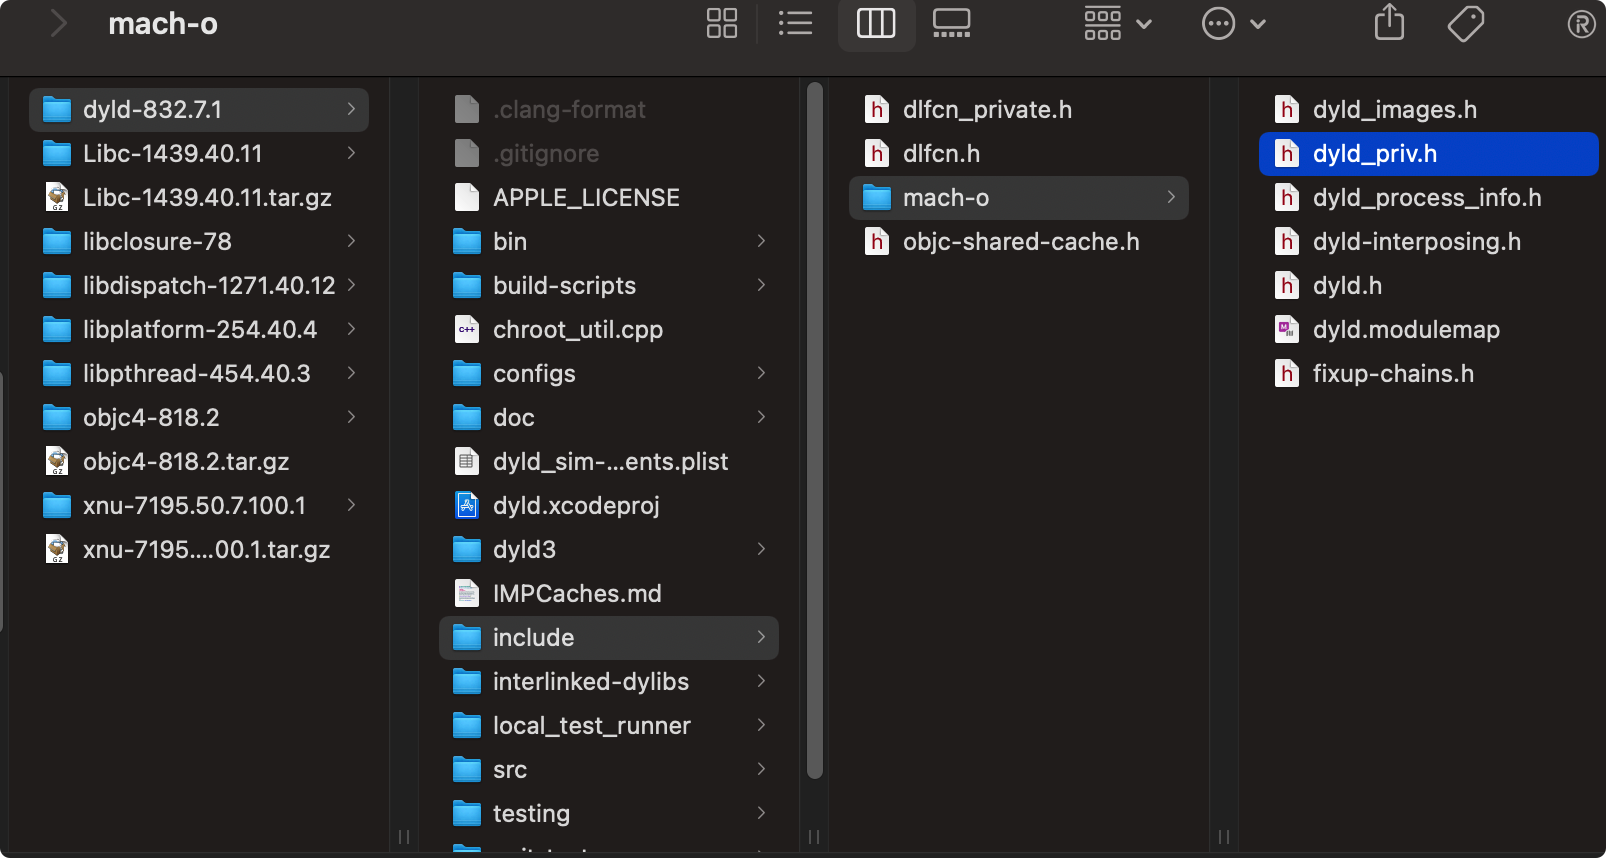 mach-o
dyld-832.7.1
Libc-1439.40.11
Libc-1439.40.11.tar.gz
libclosure-78
libdispatch-1271.40.12
libplatform-254.40.4
libpthread-454.40.3
objc4-818.2
objc4-818.2.tar.gz
xnu-7195.50.7.100.1
xnu-7195....00.1.tar.gz
.clang-format
.gitignore
APPLE_LICENSE
bin
build-scripts
chroot_util.cpp
configs
doc
dyld_sim-...ents.plist
dyld.xcodeproj
dyld3
IMPCaches.md
include
interlinked-dylibs
local_test_runner
src
testing
dlfcn_private.h
dlfcn.h
mach-o
objc-shared-cache.h
dyld_images.h
dyld_priv.h
dyld_process_info.h
dyld-interposing.h
dyld.h
dyld.modulemap
fixup-chains.h